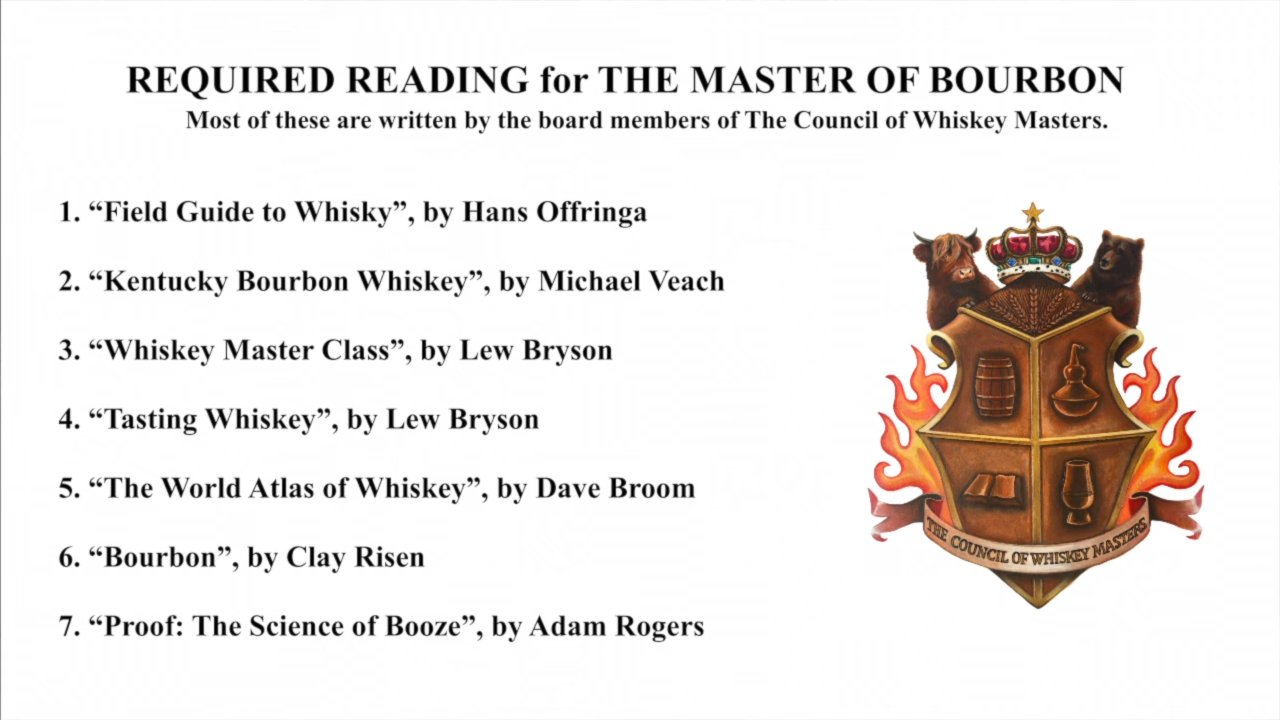 REQUIRED READING for THE MASTER OF BOURBON
Most of these are written by the board members of The Council of Whiskey Masters.
1. “Field Guide to Whisky”, by Hans Offringa
2. “Kentucky Bourbon Whiskey”, by Michael Veach
3. “Whiskey Master Class”, by Lew Bryson
4. “Tasting Whiskey”, by Lew Bryson
5. “The World Atlas of Whiskey”, by Dave Broom
6. “Bourbon”, by Clay Risen
7. “Proof: The Science of Booze”, by Adam Rogers
THE COUNCIL OF WHISKEY MASTERS